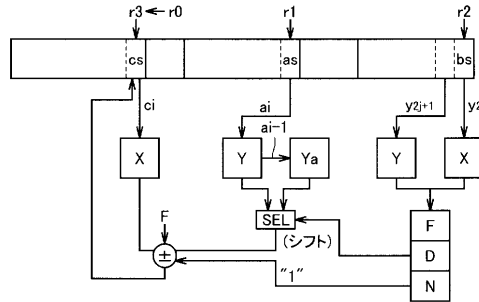 r3 ← r0 r1 r2
cs as bs
ci ai y2j+1 y2
ai-1
X Y Ya Y X
SEL
(シフト)
F
F
±
D
"1"
N